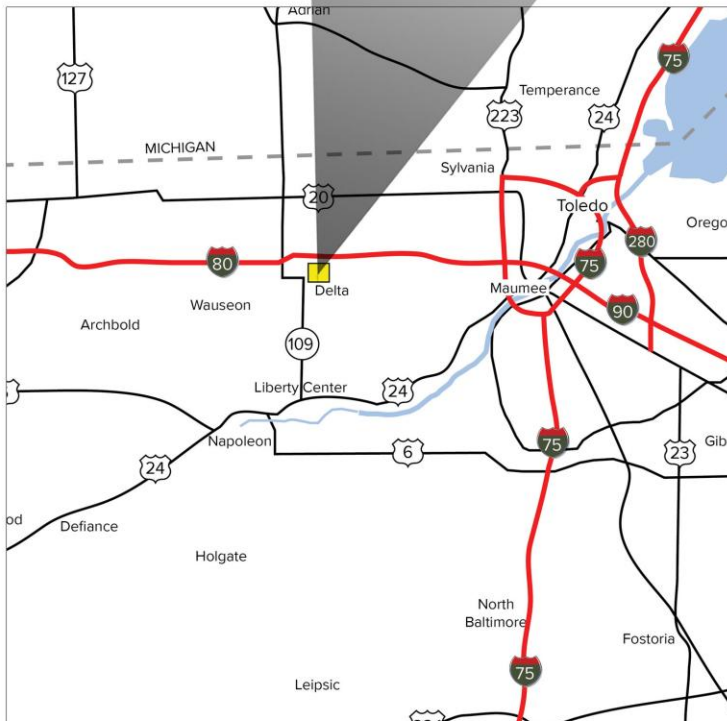 Adrian
75
127
Temperance
223
24
MICHIGAN
Sylvania
20
Toledo
Orego
280
80
75
Delta
Maumee
Wauseon
90
Archbold
109
Liberty Center
24
Napoleon
75
Gib
6
23
24
od
Defiance
Holgate
North
Baltimore
Fostoria
75
Leipsic